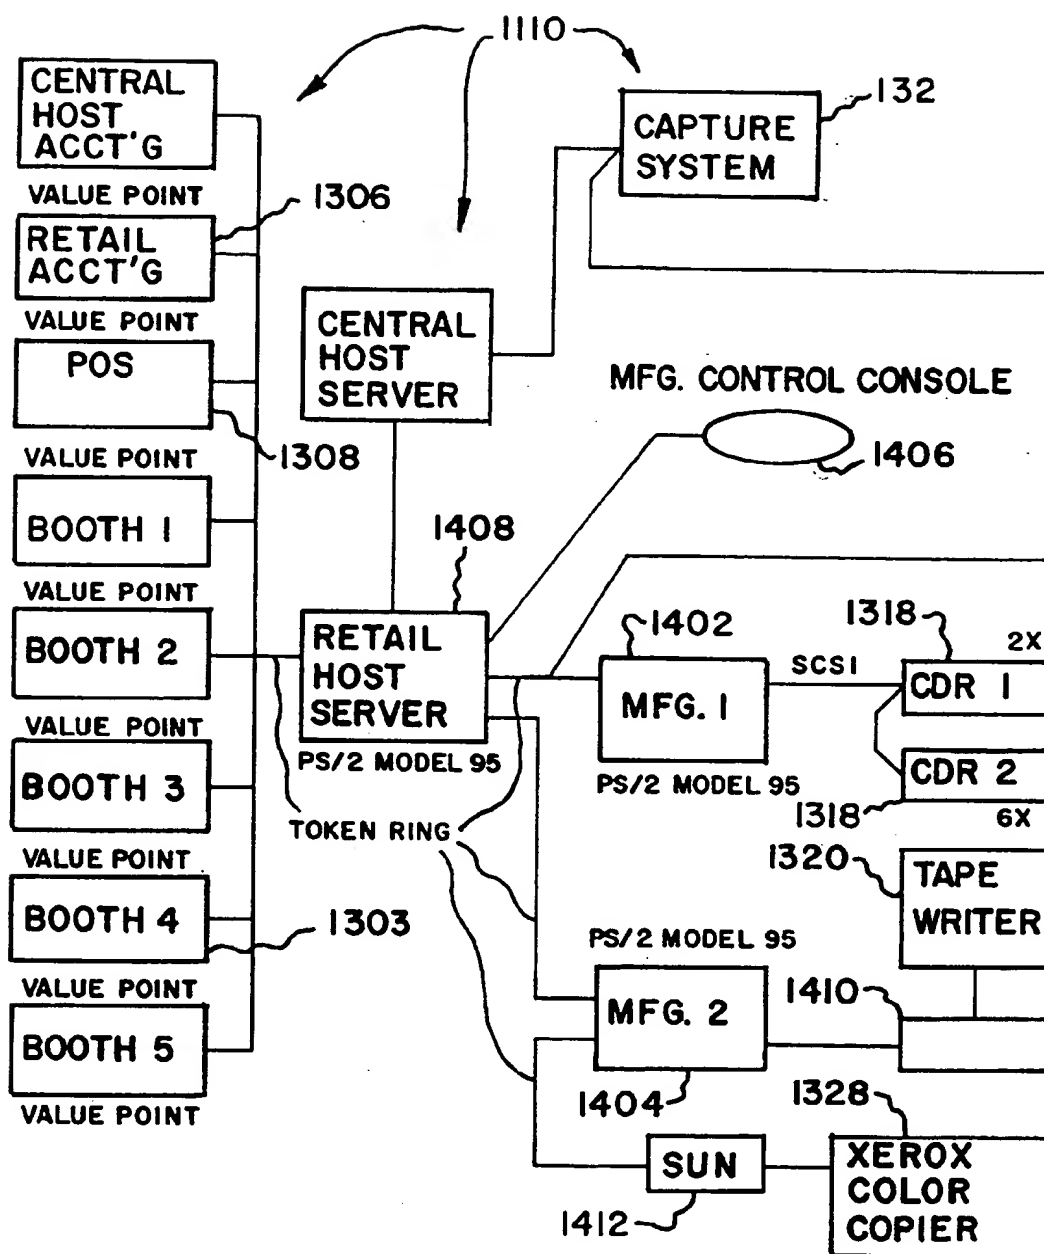 1110
CENTRAL
HOST
ACCT'G
VALUE POINT
1306
RETAIL
ACCT'G
VALUE POINT
POS
1308
VALUE POINT
BOOTH 1
VALUE POINT
BOOTH 2
VALUE POINT
BOOTH 3
VALUE POINT
BOOTH 4
1303
VALUE POINT
BOOTH 5
VALUE POINT
CAPTURE
SYSTEM
132
CENTRAL
HOST
SERVER
MFG. CONTROL CONSOLE
1406
1408
RETAIL
HOST
SERVER
PS/2 MODEL 95
TOKEN RING
1402
MFG. 1
PS/2 MODEL 95
SCSI
1318
2X
CDR 1
CDR 2
1318
6X
1320
TAPE
WRITER
PS/2 MODEL 95
MFG. 2
1404
1410
1328
SUN
1412
XEROX
COLOR
COPIER